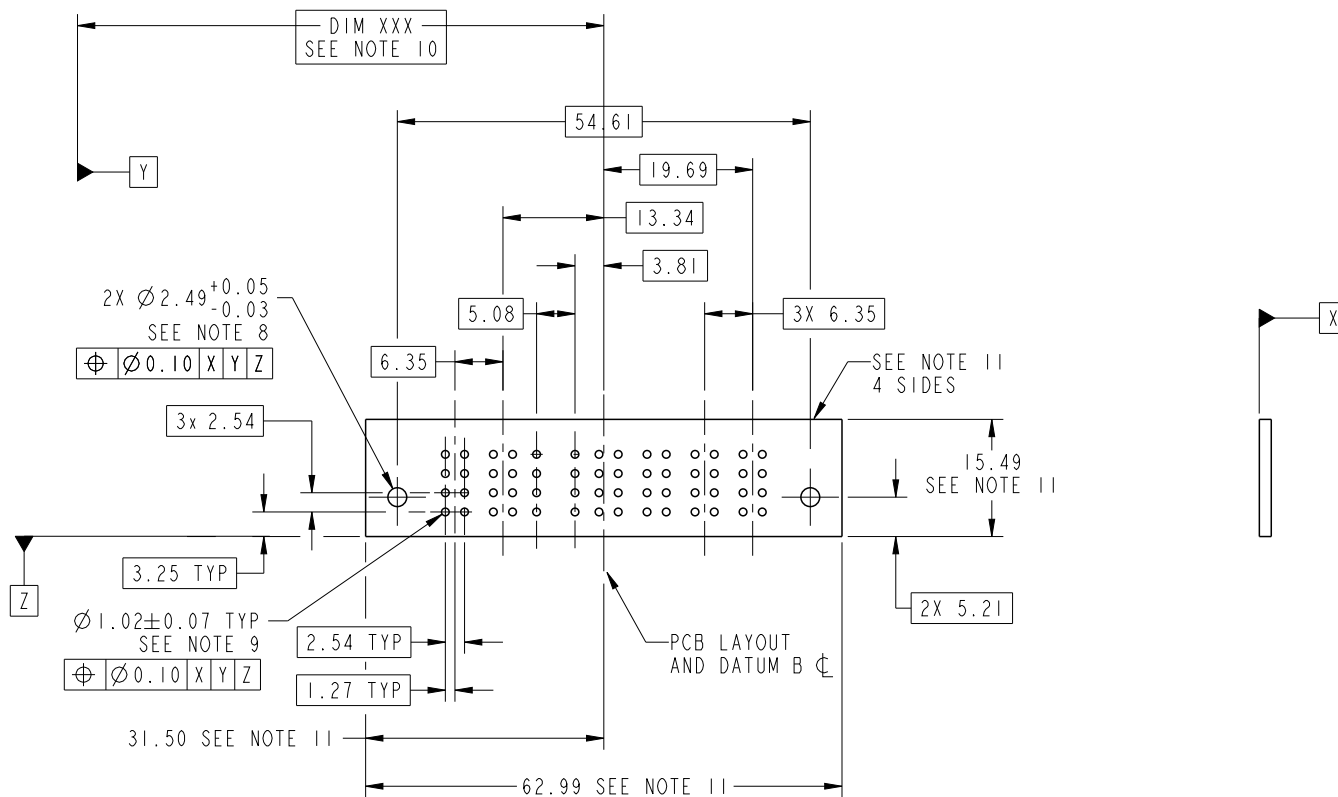 DIM XXX
SEE NOTE 10
54.61
19.69
Y
13.34
3.81
2X Ø2.49 +0.05
-0.03
SEE NOTE 8
⌖ Ø0.10 X Y Z
5.08
3X 6.35
X
6.35
SEE NOTE 11
4 SIDES
3x 2.54
15.49
SEE NOTE 11
3.25 TYP
Z
2X 5.21
Ø1.02±0.07 TYP
SEE NOTE 9
⌖ Ø0.10 X Y Z
2.54 TYP
PCB LAYOUT
AND DATUM B ℄
1.27 TYP
31.50 SEE NOTE 11
62.99 SEE NOTE 11